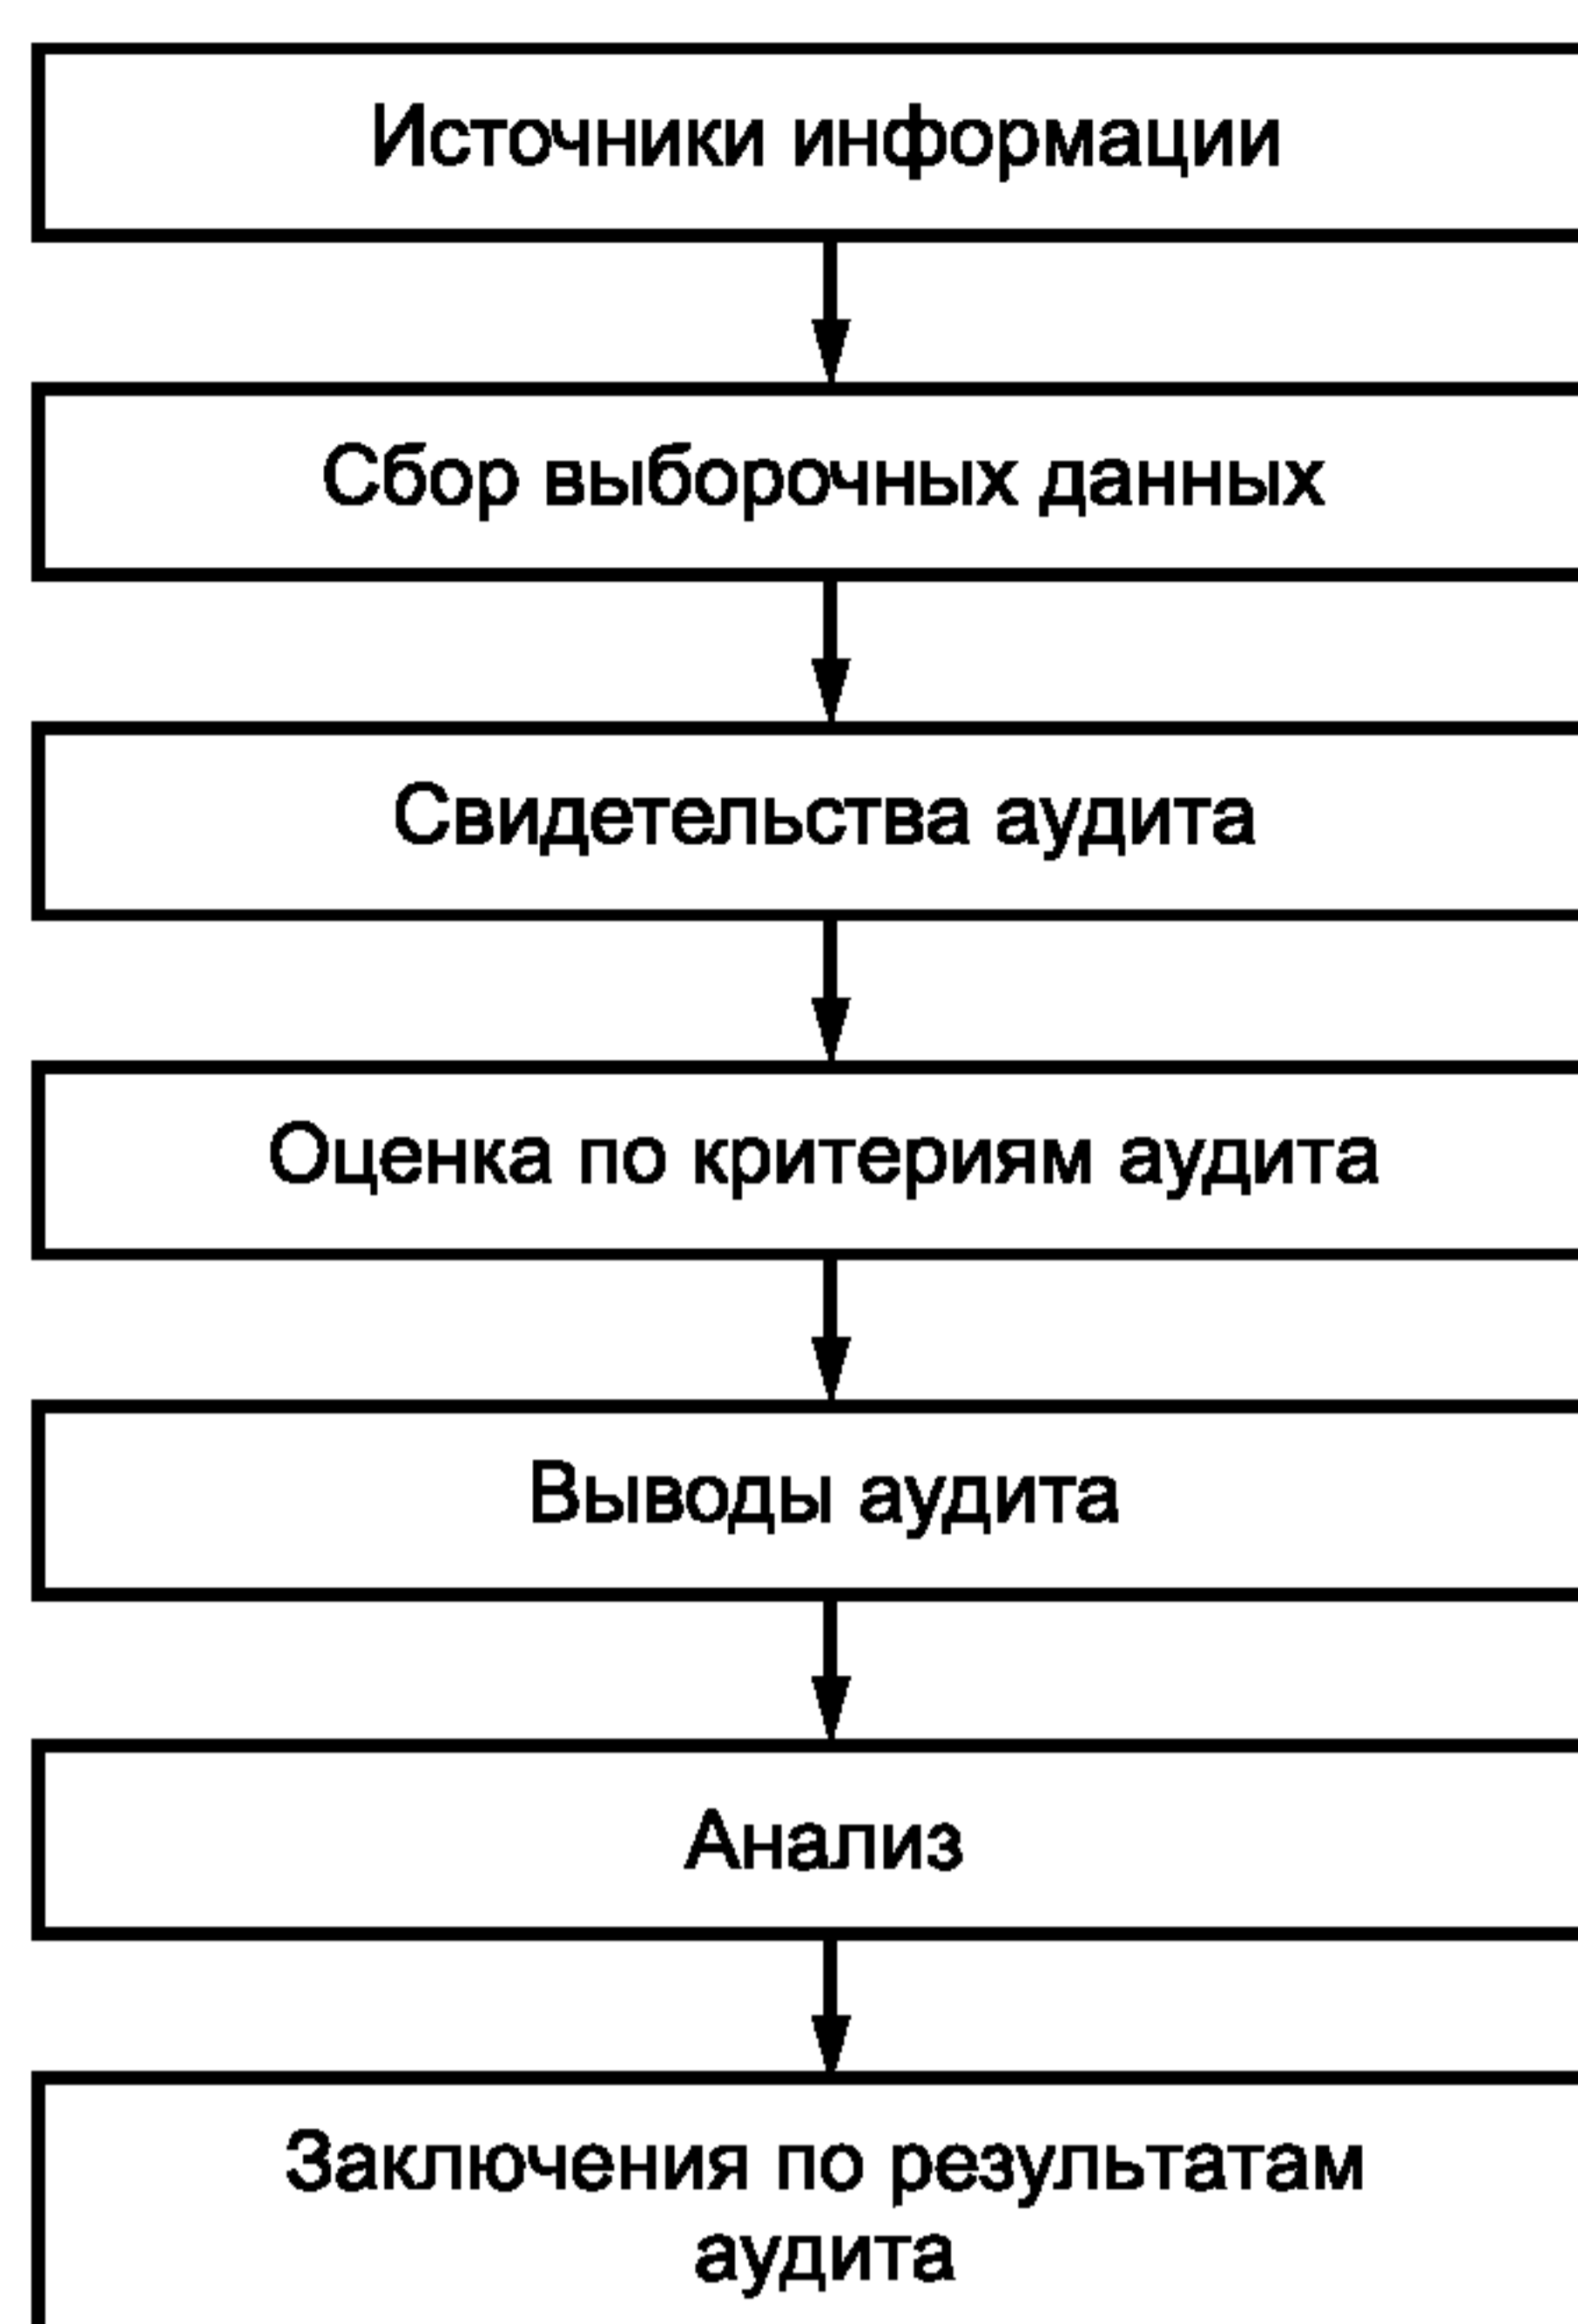 Источники информации
Сбор выборочных данных
Свидетельства аудита
Оценка по критериям аудита
Выводы аудита
Анализ
Заключения по результатам
аудита